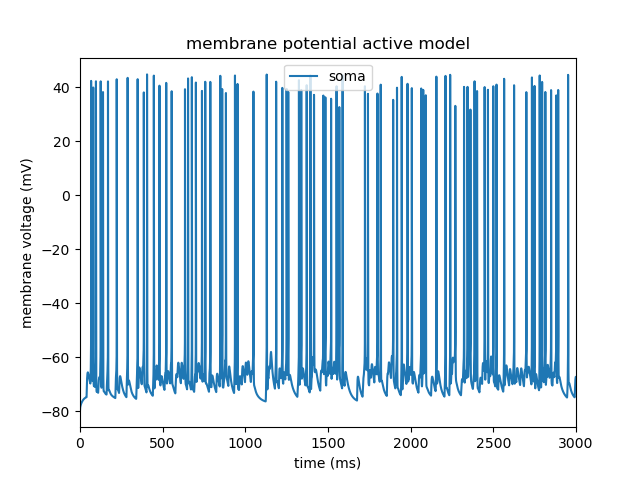 membrane potential active model
soma
membrane voltage (mV)
40
20
0
−20
−40
−60
−80
0 500 1000 1500 2000 2500 3000
time (ms)